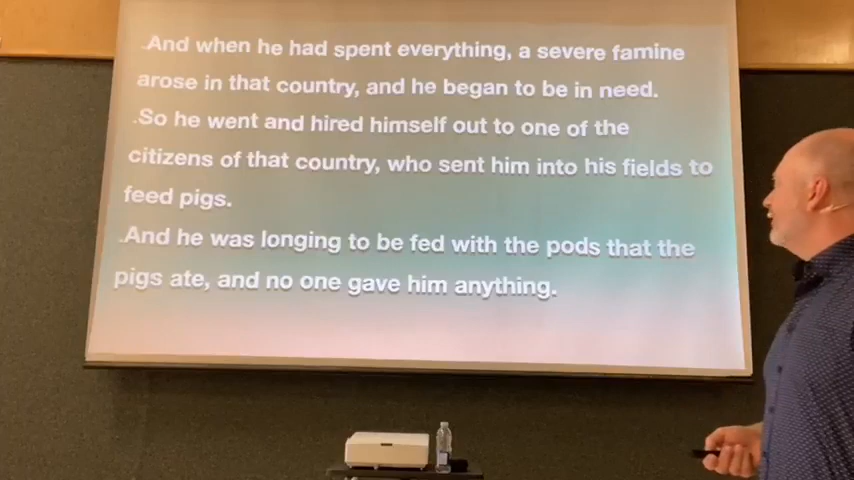 .And when he had spent everything, a severe famine
arose in that country, and he began to be in need.
.So he went and hired himself out to one of the
citizens of that country, who sent him into his fields to
feed pigs.
.And he was longing to be fed with the pods that the
pigs ate, and no one gave him anything.